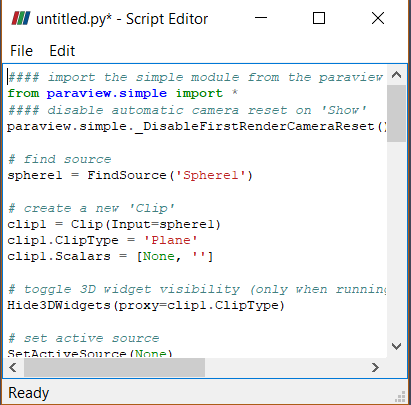 untitled.py* - Script Editor
File Edit
#### import the simple module from the paraview
from paraview.simple import *
#### disable automatic camera reset on 'Show'
paraview.simple._DisableFirstRenderCameraReset()
# find source
sphere1 = FindSource('Sphere1')
# create a new 'Clip'
clip1 = Clip(Input=sphere1)
clip1.ClipType = 'Plane'
clip1.Scalars = [None, '']
# toggle 3D widget visibility (only when running
Hide3DWidgets(proxy=clip1.ClipType)
# set active source
SetActiveSource(None)
Ready